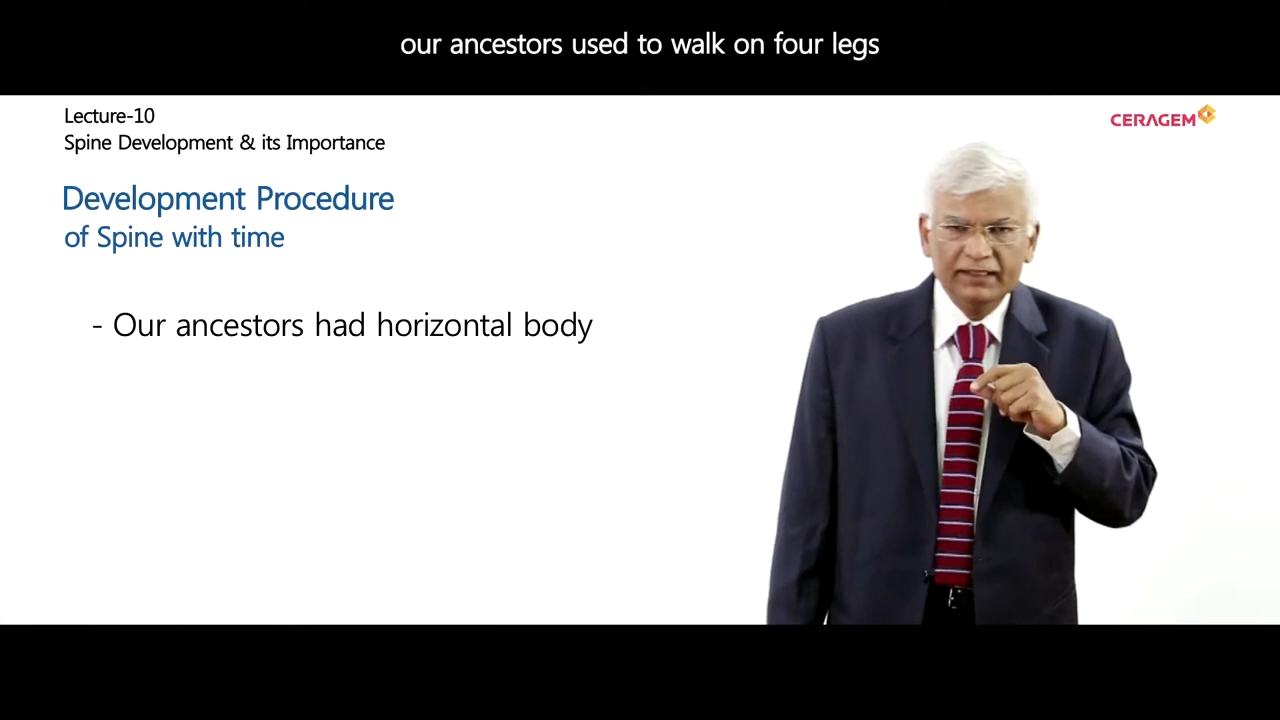 our ancestors used to walk on four legs
Lecture-10
Spine Development & its Importance
CERAGEM
Development Procedure
of Spine with time
- Our ancestors had horizontal body